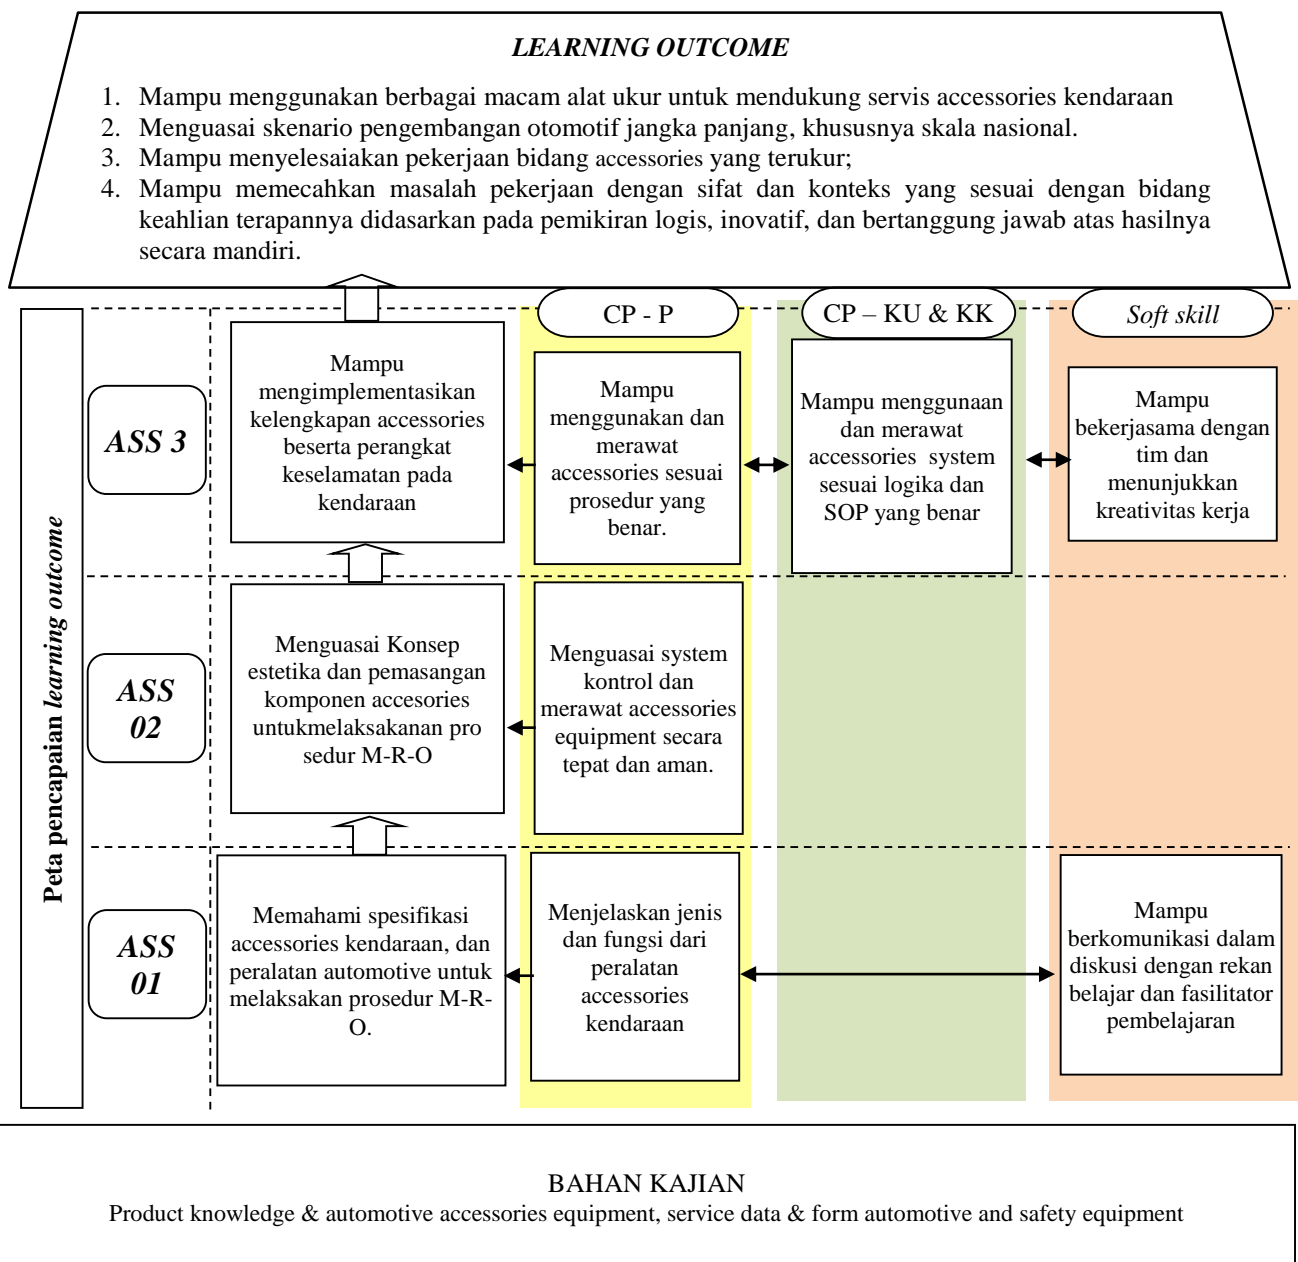 LEARNING OUTCOME
1. Mampu menggunakan berbagai macam alat ukur untuk mendukung servis accessories kendaraan
2. Menguasai skenario pengembangan otomotif jangka panjang, khususnya skala nasional.
3. Mampu menyelesaiakan pekerjaan bidang accessories yang terukur;
4. Mampu memecahkan masalah pekerjaan dengan sifat dan konteks yang sesuai dengan bidang
keahlian terapannya didasarkan pada pemikiran logis, inovatif, dan bertanggung jawab atas hasilnya
secara mandiri.
Peta pencapaian learning outcome
CP - P
CP – KU & KK
Soft skill
ASS 3
Mampu
mengimplementasikan
kelengkapan accessories
beserta perangkat
keselamatan pada
kendaraan
Mampu
menggunakan dan
merawat
accessories sesuai
prosedur yang
benar.
Mampu menggunaan
dan merawat
accessories system
sesuai logika dan
SOP yang benar
Mampu
bekerjasama dengan
tim dan
menunjukkan
kreativitas kerja
ASS
02
Menguasai Konsep
estetika dan pemasangan
komponen accesories
untukmelaksakanan pro
sedur M-R-O
Menguasai system
kontrol dan
merawat accessories
equipment secara
tepat dan aman.
ASS
01
Memahami spesifikasi
accessories kendaraan, dan
peralatan automotive untuk
melaksakan prosedur M-R-
O.
Menjelaskan jenis
dan fungsi dari
peralatan
accessories
kendaraan
Mampu
berkomunikasi dalam
diskusi dengan rekan
belajar dan fasilitator
pembelajaran
BAHAN KAJIAN
Product knowledge & automotive accessories equipment, service data & form automotive and safety equipment